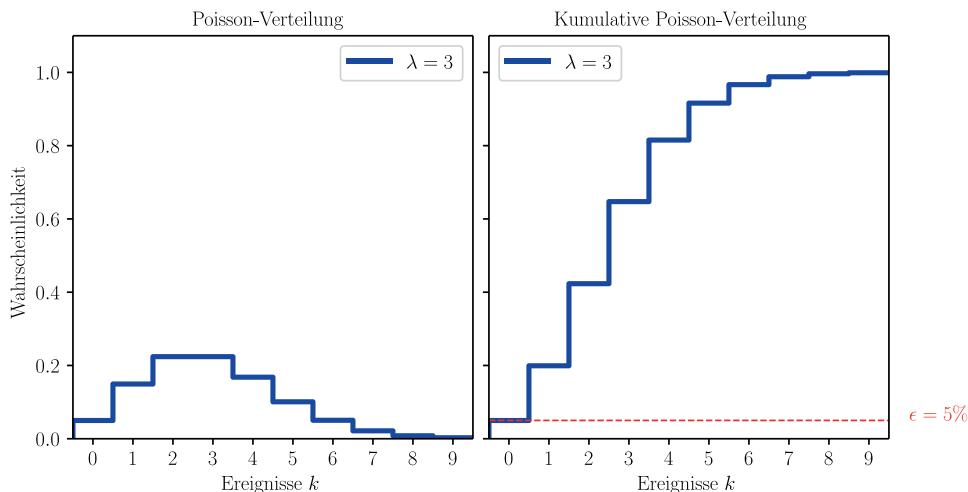 Poisson-Verteilung
λ = 3
Wahrscheinlichkeit
1.0
0.8
0.6
0.4
0.2
0.0
0 1 2 3 4 5 6 7 8 9
Ereignisse k
Kumulative Poisson-Verteilung
λ = 3
ϵ = 5%
0 1 2 3 4 5 6 7 8 9
Ereignisse k